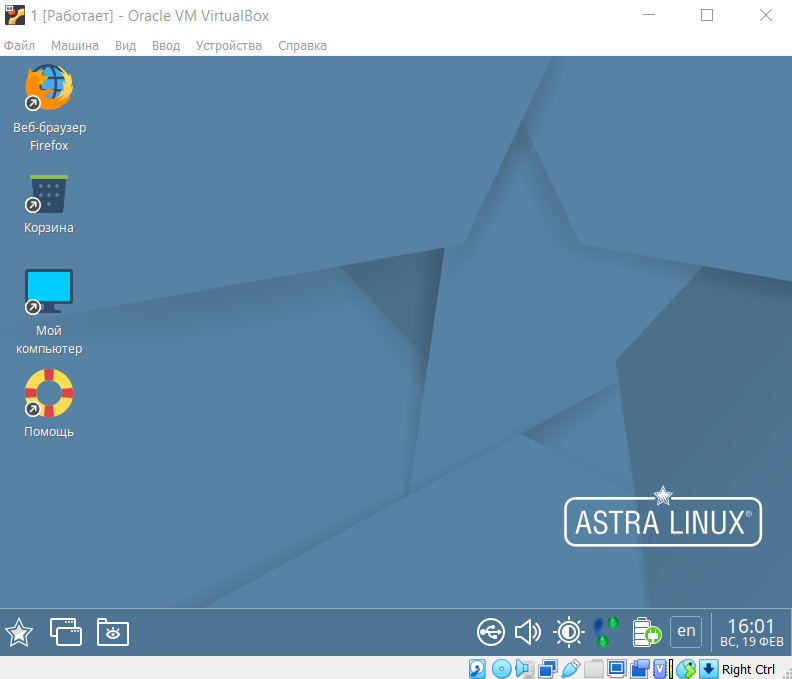 1 [Работает] - Oracle VM VirtualBox
Файл Машина Вид Ввод Устройства Справка
Веб-браузер
Firefox
Корзина
Мой
компьютер
Помощь
ASTRA LINUX®
en
16:01
ВС, 19 ФЕВ
Right Ctrl